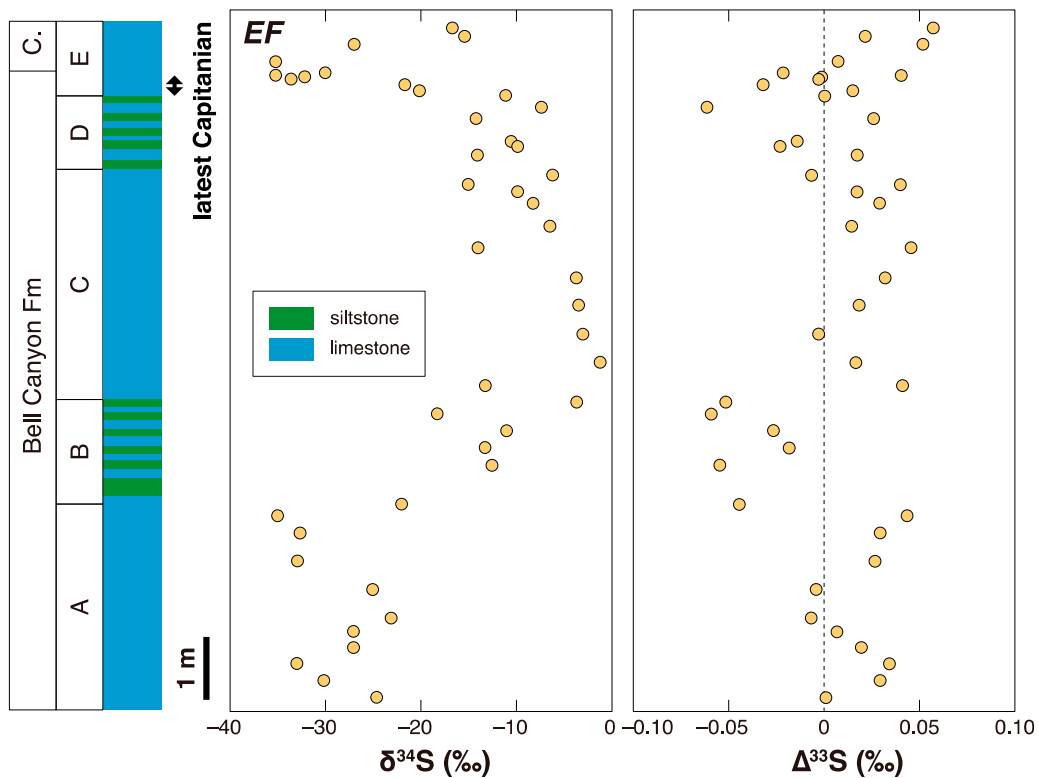 C.
Bell Canyon Fm
E
D
C
B
A
latest Capitanian
1 m
EF
siltstone
limestone
−40
−30
−20
−10
0
δ³⁴S (‰)
−0.10
−0.05
0
0.05
0.10
Δ³³S (‰)